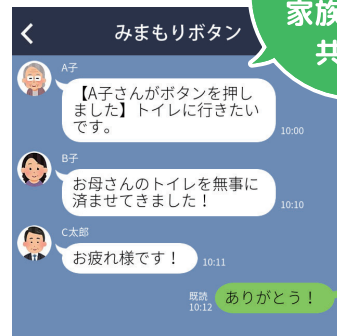 みまもりボタン
家族
共
A子
【A子さんがボタンを押し
ました】トイレに行きたい
です。
10:00
B子
お母さんのトイレを無事に
済ませてきました！
10:10
C太郎
お疲れ様です！
10:11
既読
10:12
ありがとう！